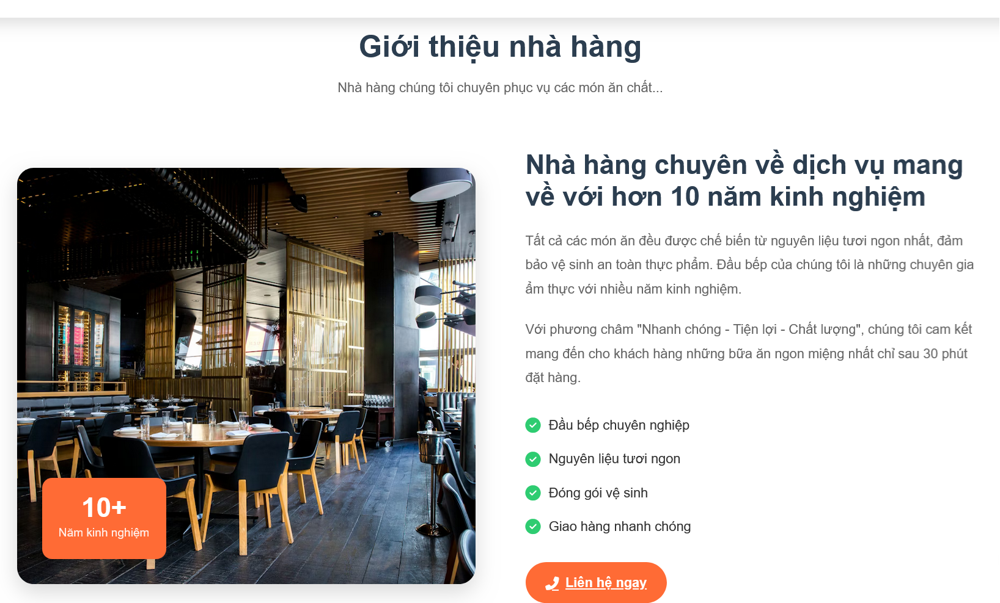 Giới thiệu nhà hàng
Nhà hàng chúng tôi chuyên phục vụ các món ăn chất...
Nhà hàng chuyên về dịch vụ mang
về với hơn 10 năm kinh nghiệm
Tất cả các món ăn đều được chế biến từ nguyên liệu tươi ngon nhất, đảm
bảo vệ sinh an toàn thực phẩm. Đầu bếp của chúng tôi là những chuyên gia
ẩm thực với nhiều năm kinh nghiệm.
Với phương châm "Nhanh chóng - Tiện lợi - Chất lượng", chúng tôi cam kết
mang đến cho khách hàng những bữa ăn ngon miệng nhất chỉ sau 30 phút
đặt hàng.
Đầu bếp chuyên nghiệp
Nguyên liệu tươi ngon
Đóng gói vệ sinh
Giao hàng nhanh chóng
10+
Năm kinh nghiệm
Liên hệ ngay